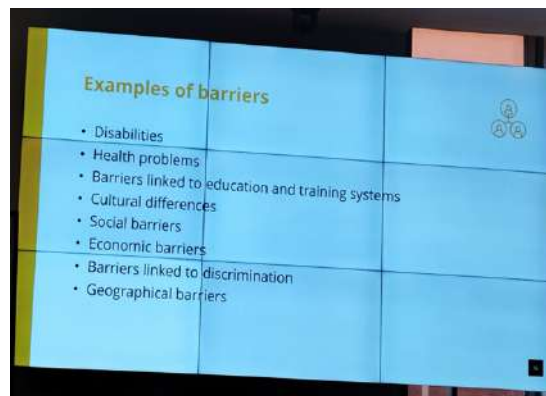 Examples of barriers
• Disabilities
• Health problems
• Barriers linked to education and training systems
• Cultural differences
• Social barriers
• Economic barriers
• Barriers linked to discrimination
• Geographical barriers